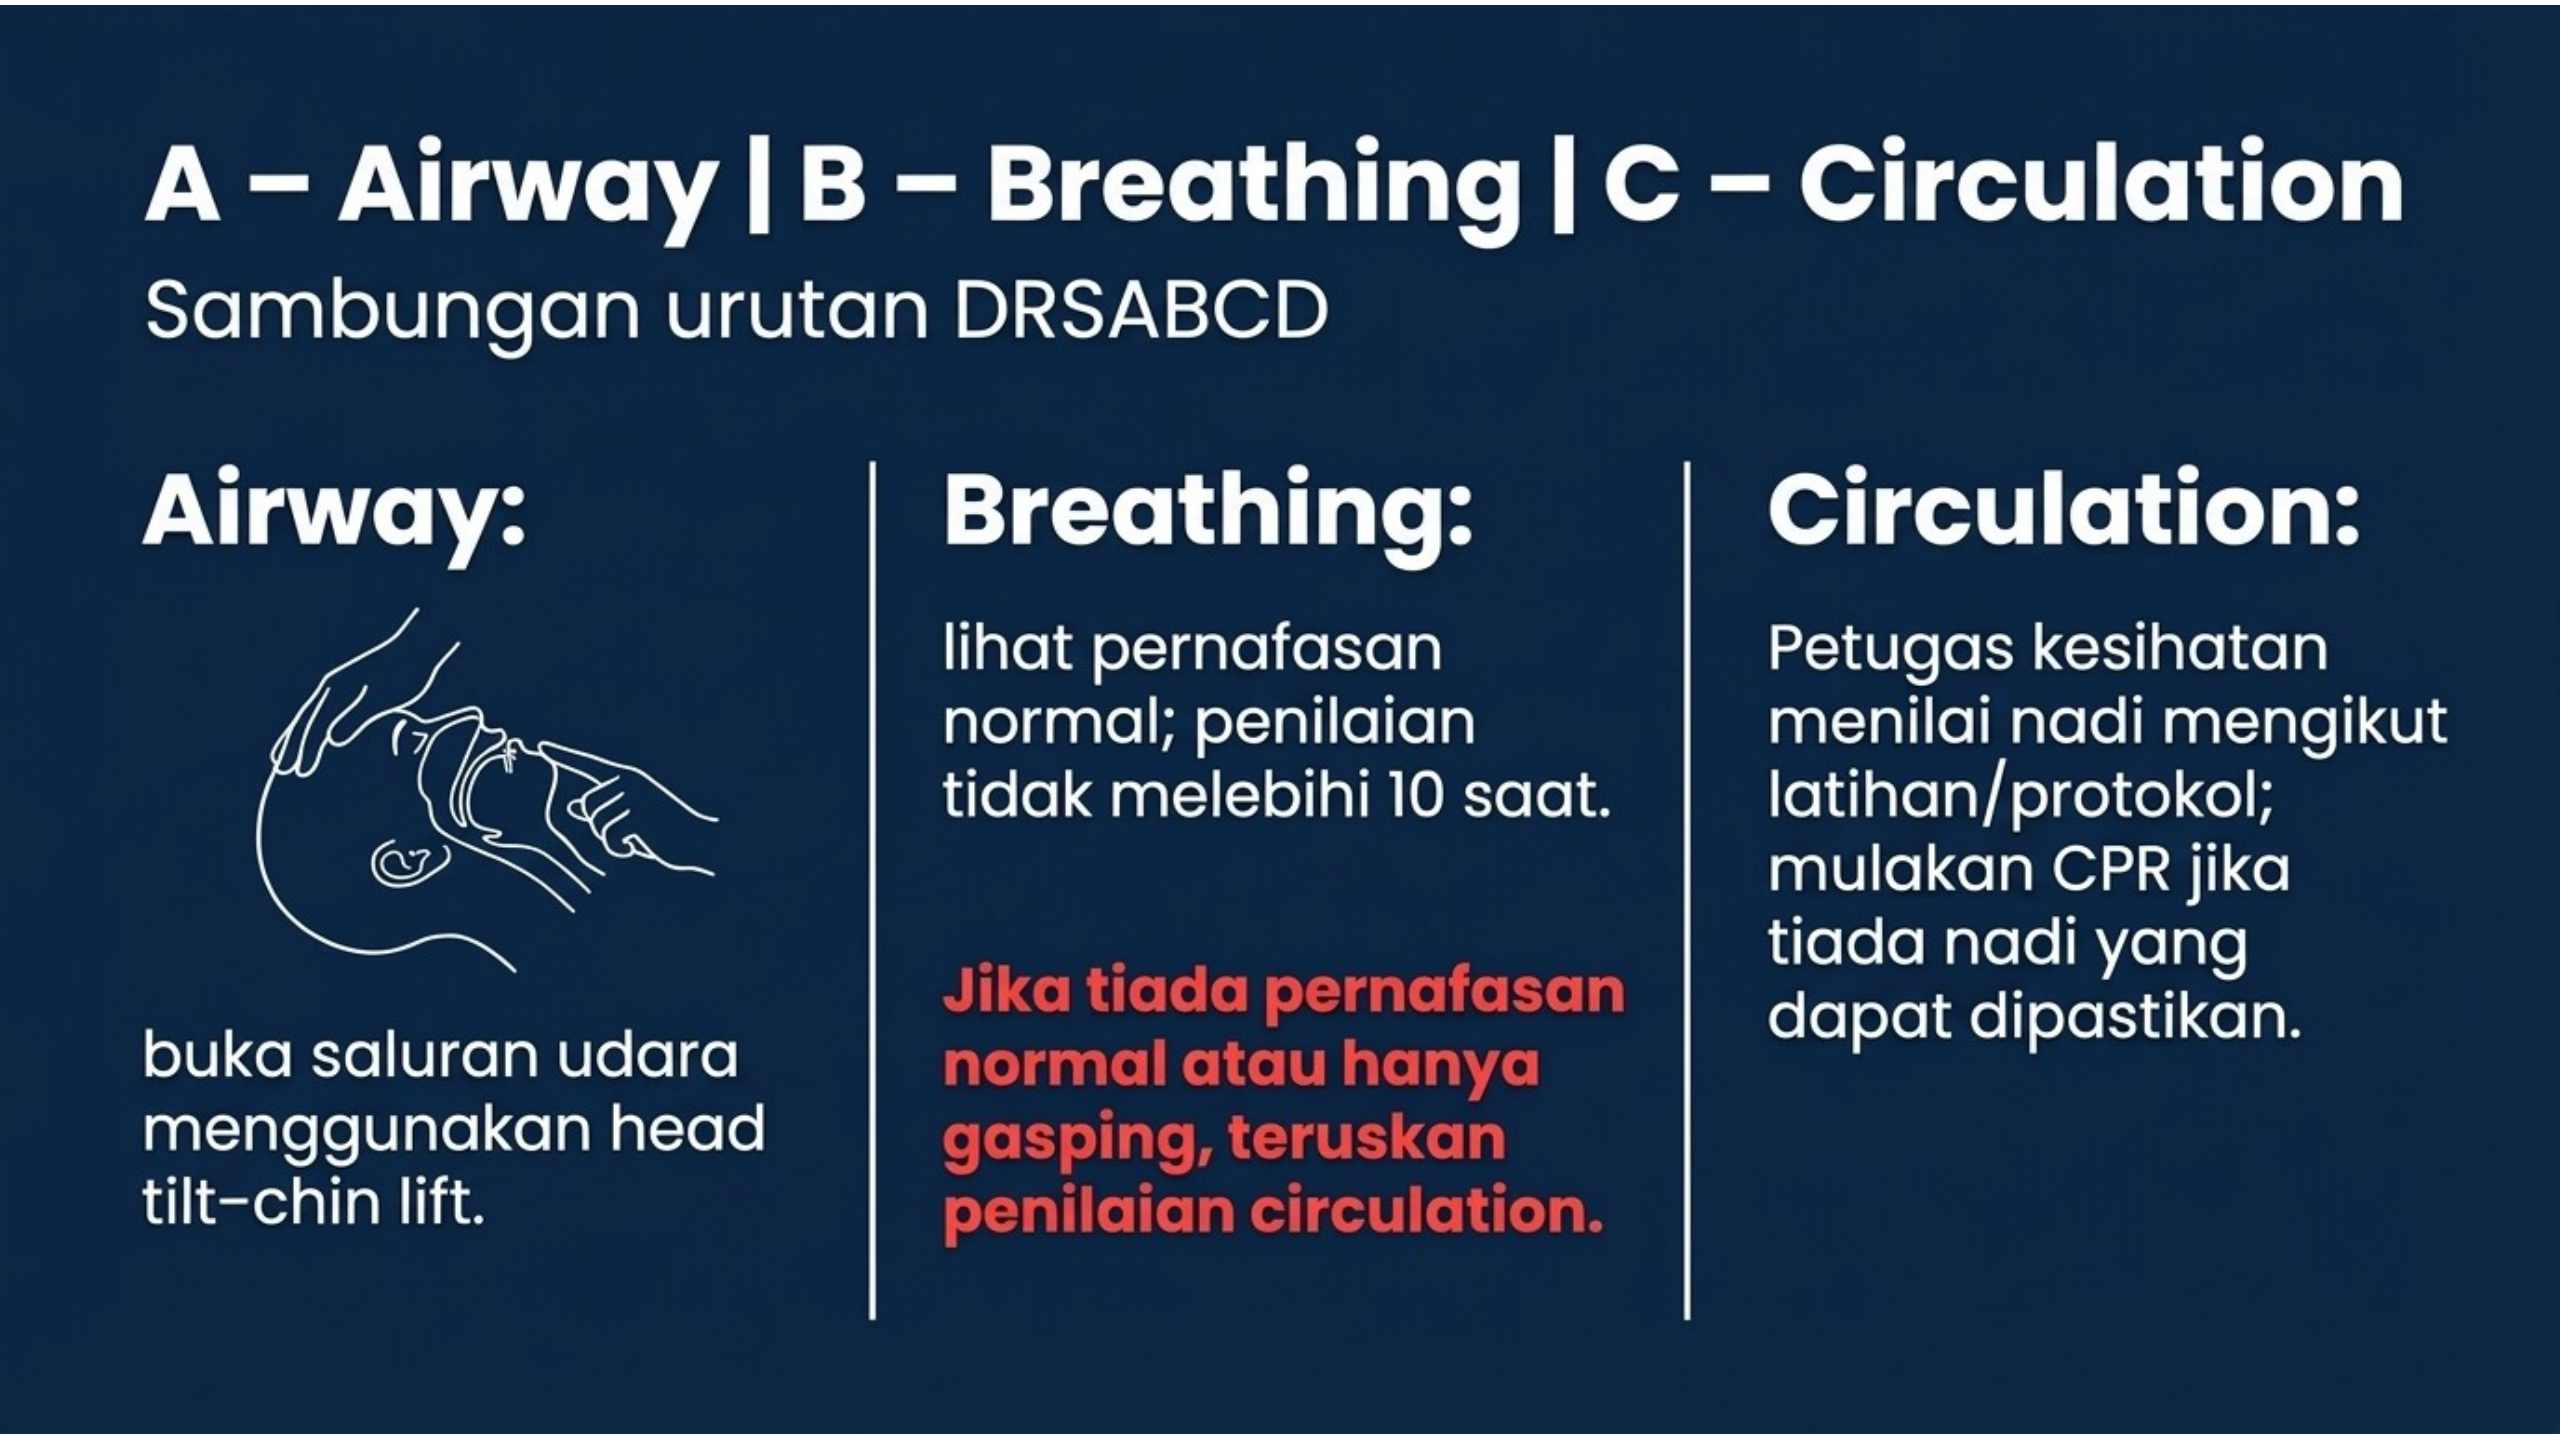 A – Airway | B – Breathing | C – Circulation
Sambungan urutan DRSABCD
Airway:
buka saluran udara
menggunakan head
tilt–chin lift.
Breathing:
lihat pernafasan
normal; penilaian
tidak melebihi 10 saat.
Jika tiada pernafasan
normal atau hanya
gasping, teruskan
penilaian circulation.
Circulation:
Petugas kesihatan
menilai nadi mengikut
latihan/protokol;
mulakan CPR jika
tiada nadi yang
dapat dipastikan.